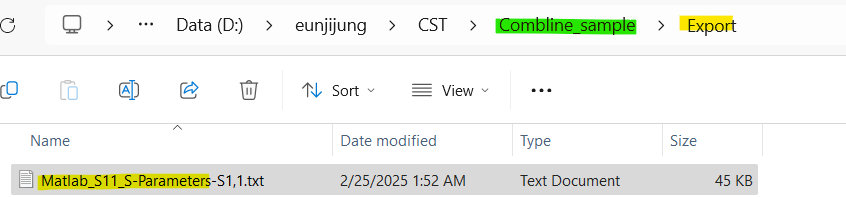 Data (D:) eunjijung CST Combline_sample Export
Sort View
Name Date modified Type Size
Matlab_S11_S-Parameters-S1,1.txt 2/25/2025 1:52 AM Text Document 45 KB